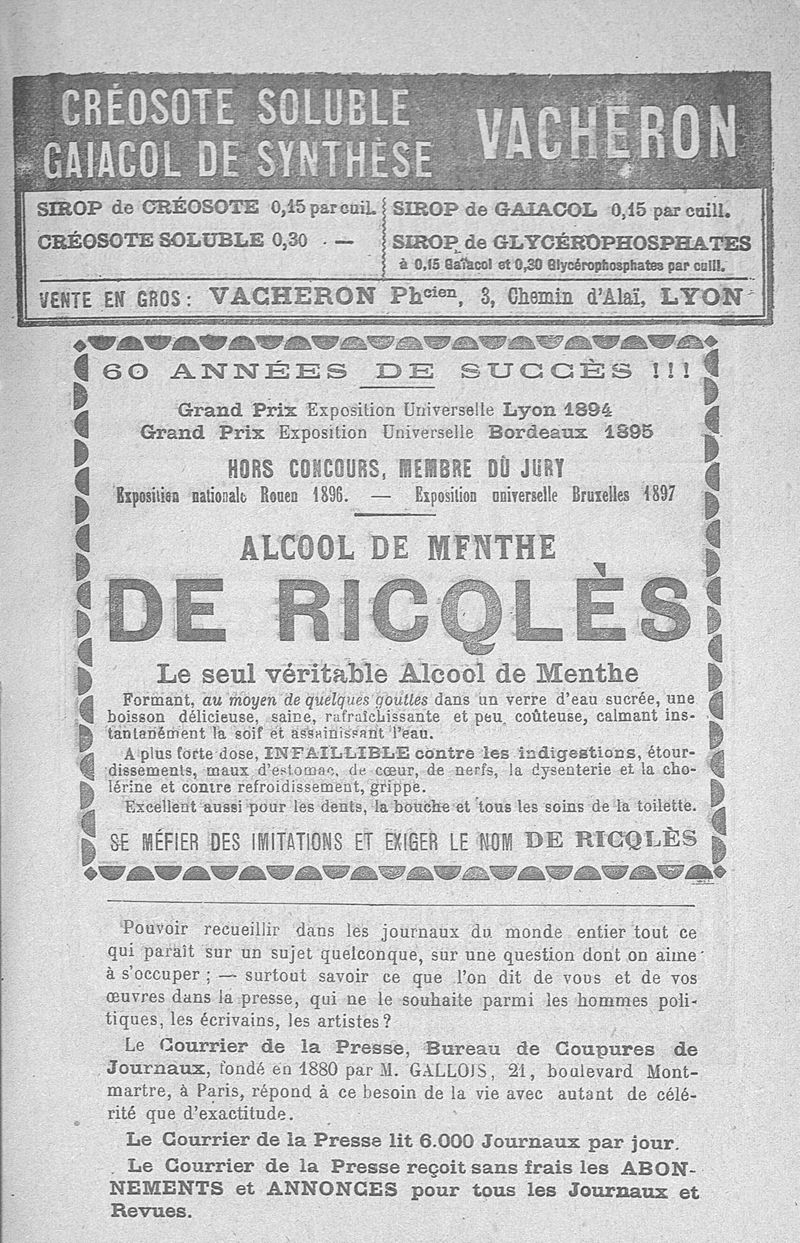 CRÉOSOTE SOLUBLE
GAIACOL DE SYNTHÈSE
VACHERON
SIROP de CRÉOSOTE 0,15 par cuil.
CRÉOSOTE SOLUBLE 0,30 . —
SIROP de GAIACOL 0,15 par cuill.
SIROP de GLYCÉROPHOSPHATES
à 0,15 Gaïacol et 0,30 Glycérophosphates par cuill.
VENTE EN GROS : VACHERON Phcien, 3, Chemin d'Alaï, LYON
60 ANNÉES DE SUCCÈS !!!
Grand Prix Exposition Universelle Lyon 1894
Grand Prix Exposition Universelle Bordeaux 1895
HORS CONCOURS, MEMBRE DU JURY
Exposition nationale Rouen 1896. — Exposition universelle Bruxelles 1897
ALCOOL DE MENTHE
DE RICQLÈS
Le seul véritable Alcool de Menthe
Formant, au moyen de quelques gouttes dans un verre d'eau sucrée, une
boisson délicieuse, saine, rafraîchissante et peu coûteuse, calmant ins-
tantanément la soif et assainissant l'eau.
A plus forte dose, INFAILLIBLE contre les indigestions, étour-
dissements, maux d'estomac, de cœur, de nerfs, la dysenterie et la cho-
lérine et contre refroidissement, grippe.
Excellent aussi pour les dents, la bouche et tous les soins de la toilette.
SE MÉFIER DES IMITATIONS ET EXIGER LE NOM DE RICQLÈS
Pouvoir recueillir dans les journaux du monde entier tout ce
qui paraît sur un sujet quelconque, sur une question dont on aime
à s'occuper ; — surtout savoir ce que l'on dit de vous et de vos
œuvres dans la presse, qui ne le souhaite parmi les hommes poli-
tiques, les écrivains, les artistes ?
Le Courrier de la Presse, Bureau de Coupures de
Journaux, fondé en 1880 par M. GALLOIS, 21, boulevard Mont-
martre, à Paris, répond à ce besoin de la vie avec autant de célé-
rité que d'exactitude.
Le Courrier de la Presse lit 6.000 Journaux par jour.
Le Courrier de la Presse reçoit sans frais les ABON-
NEMENTS et ANNONCES pour tous les Journaux et
Revues.